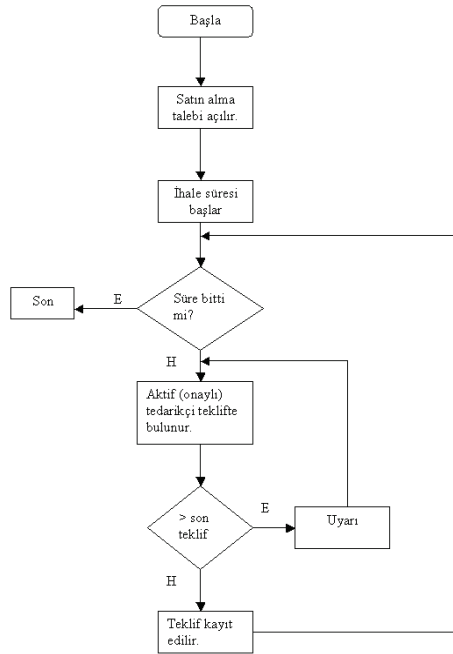 Başla
Satın alma
talebi açılır.
İhale süresi
başlar
Süre bitti
mi?
E
Son
H
Aktif (onaylı)
tedarikçi teklifte
bulunur.
> son
teklif
E
Uyarı
H
Teklif kayıt
edilir.